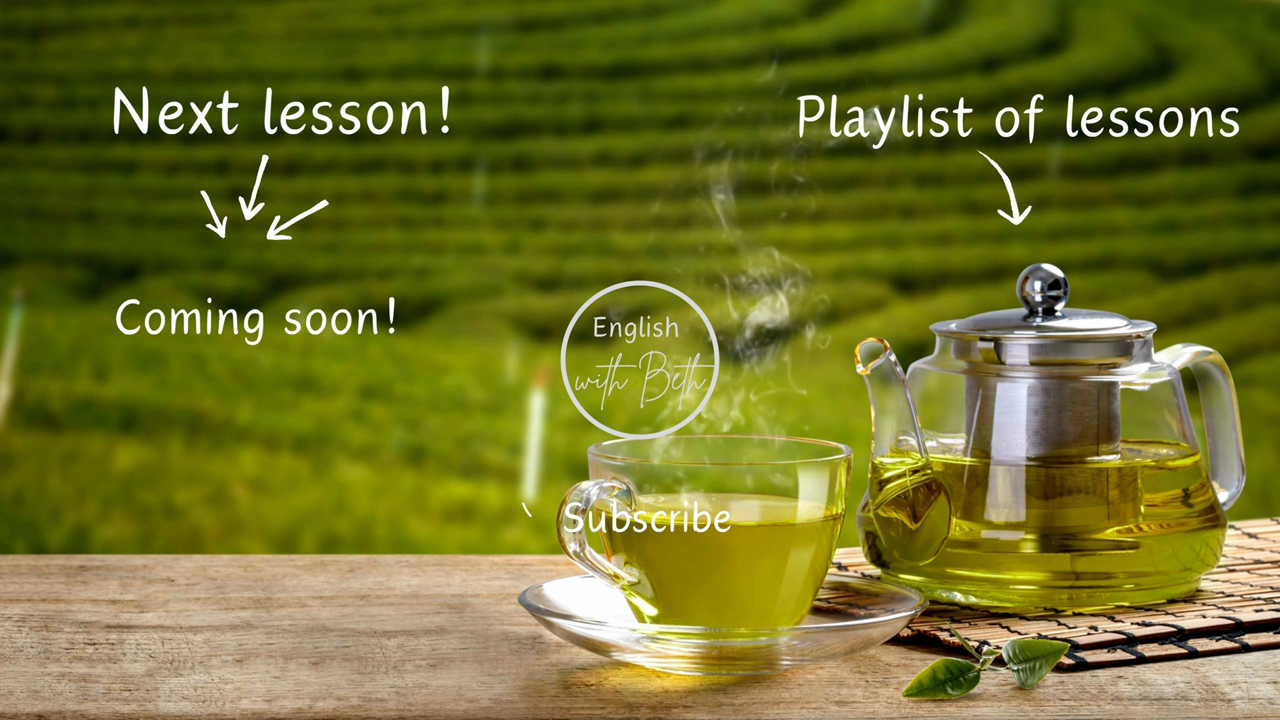 Next lesson!
Playlist of lessons
Coming soon!
English
with Beth
Subscribe